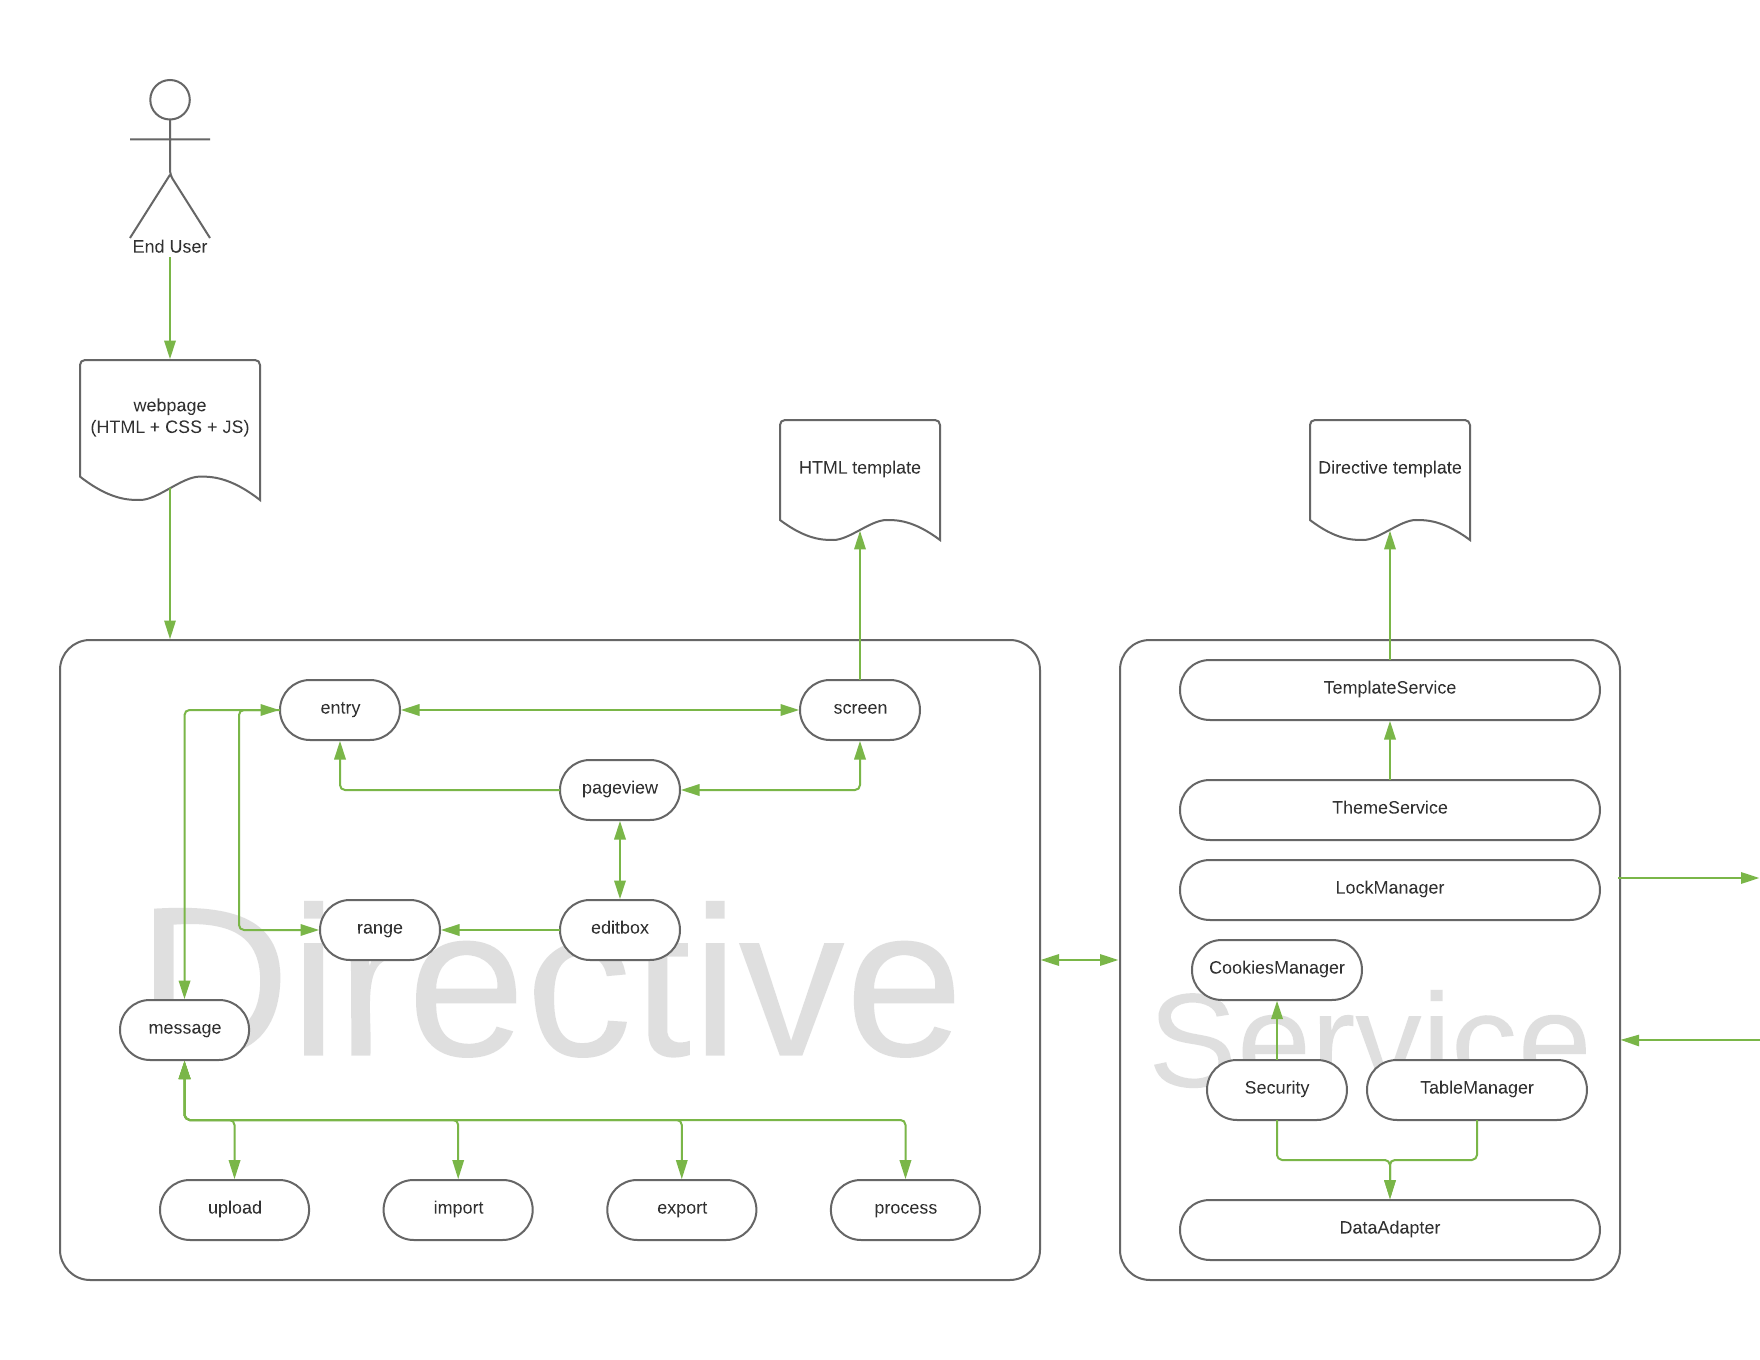 End User
webpage
(HTML + CSS + JS)
HTML template
Directive template
Directive
entry
screen
pageview
range
editbox
message
upload
import
export
process
Service
TemplateService
ThemeService
LockManager
CookiesManager
Security
TableManager
DataAdapter